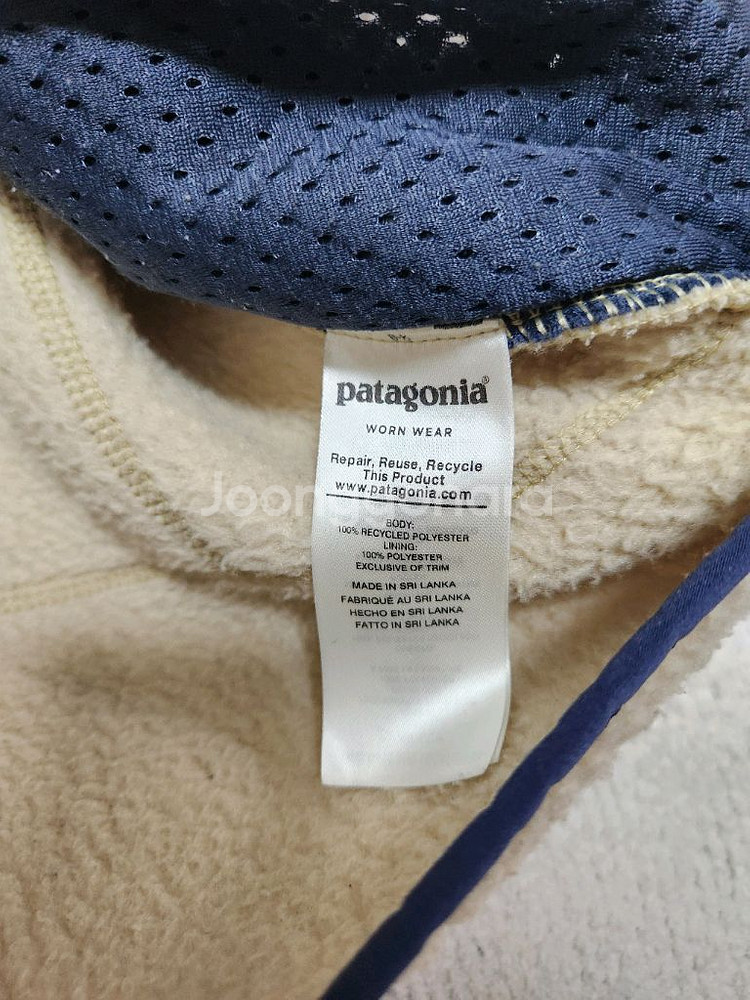 patagonia®
WORN WEAR
Repair, Reuse, Recycle
This Product
www.patagonia.com
BODY:
100% RECYCLED POLYESTER
LINING:
100% POLYESTER
EXCLUSIVE OF TRIM
MADE IN SRI LANKA
FABRIQUÉ AU SRI LANKA
HECHO EN SRI LANKA
FATTO IN SRI LANKA